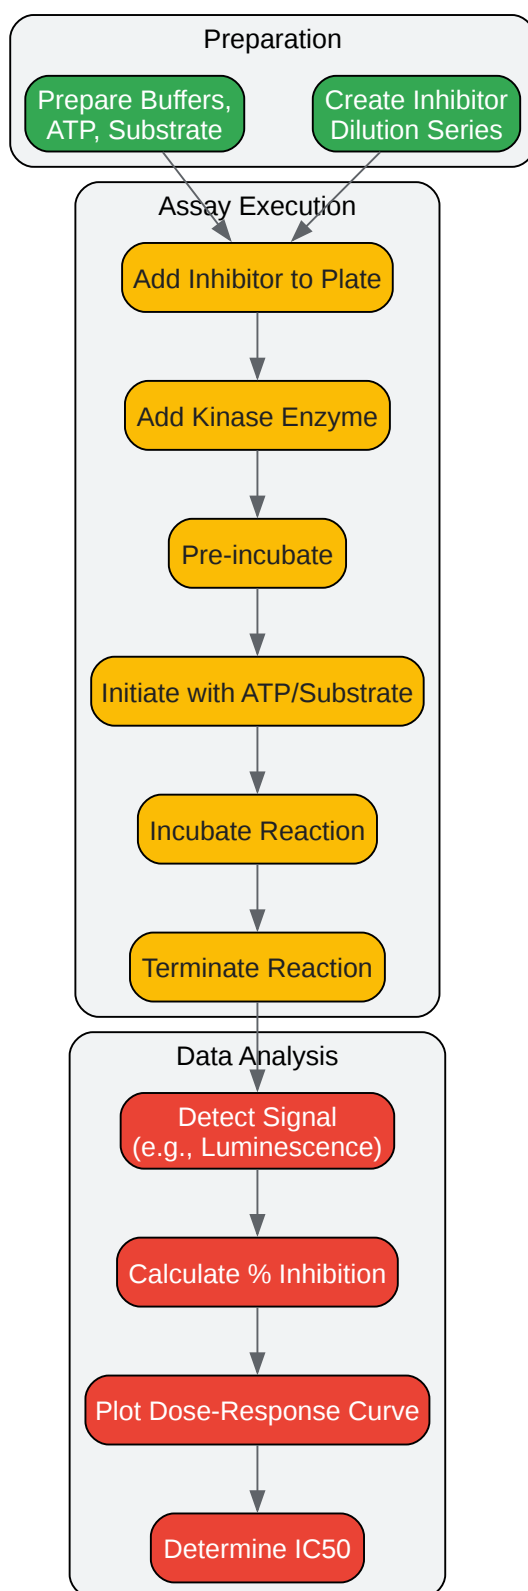 Preparation
Prepare Buffers,
ATP, Substrate
Create Inhibitor
Dilution Series
Assay Execution
Add Inhibitor to Plate
Add Kinase Enzyme
Pre-incubate
Initiate with ATP/Substrate
Incubate Reaction
Terminate Reaction
Data Analysis
Detect Signal
(e.g., Luminescence)
Calculate % Inhibition
Plot Dose-Response Curve
Determine IC50